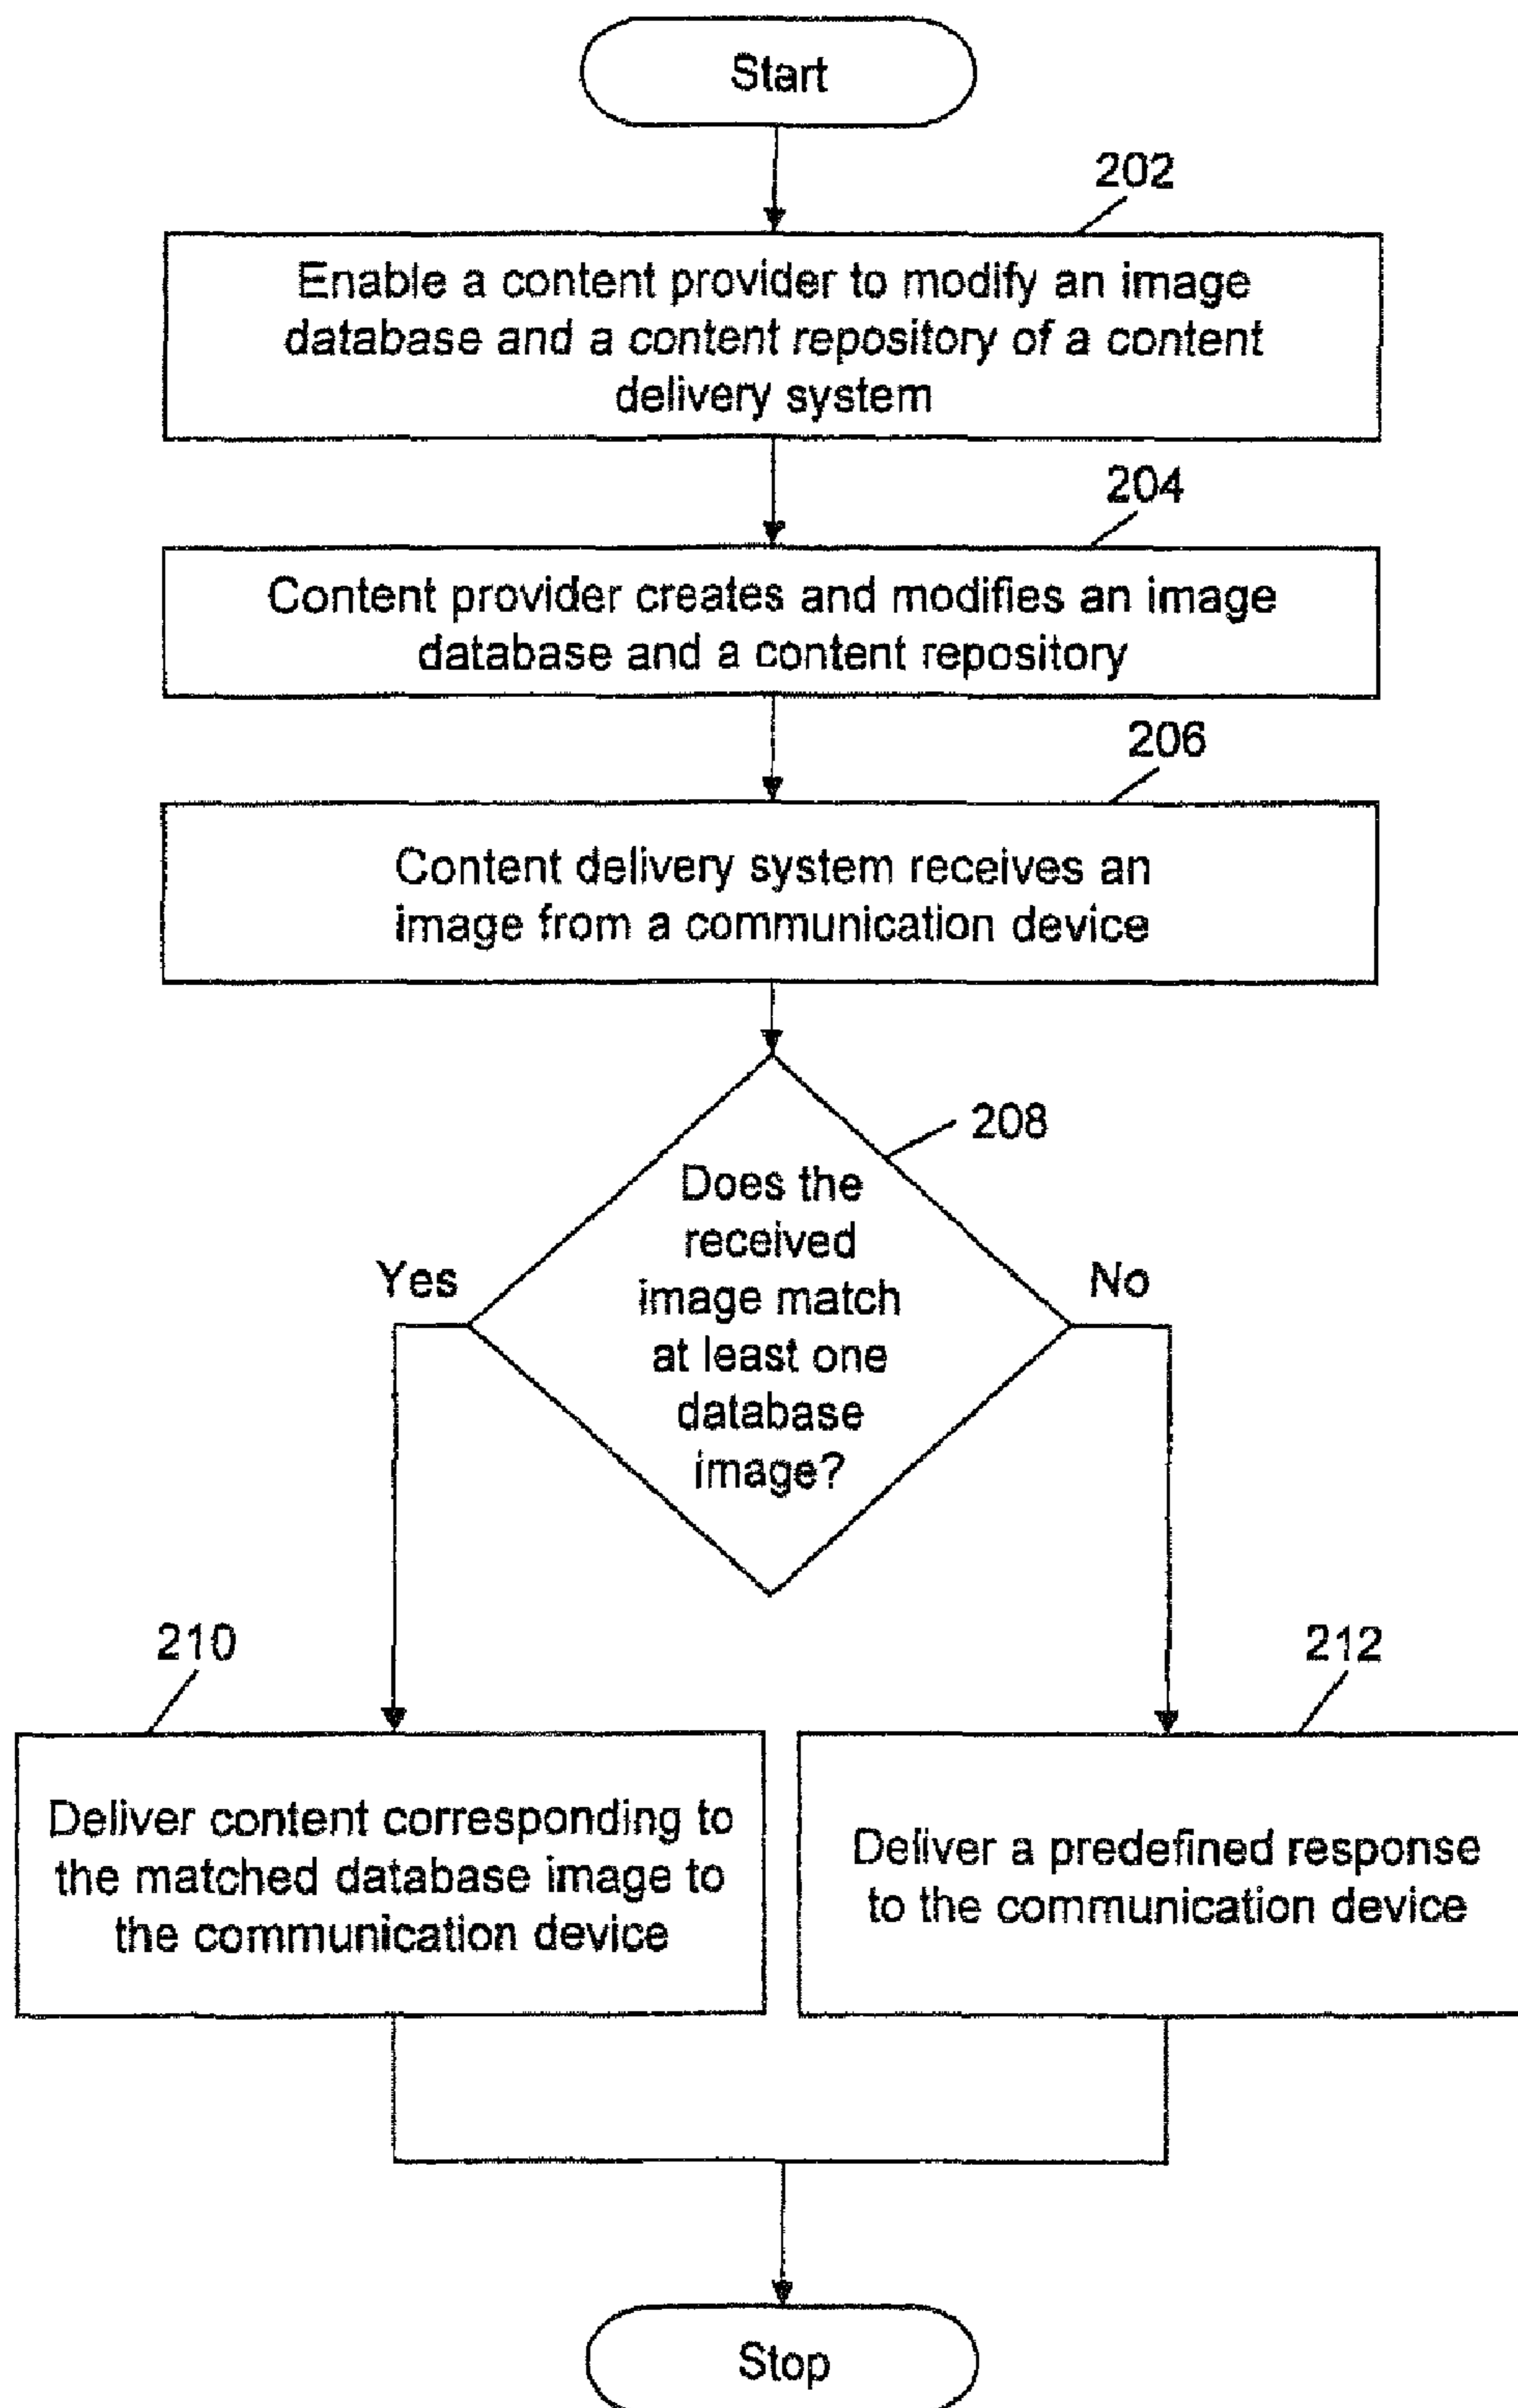 Start
202
Enable a content provider to modify an image
database and a content repository of a content
delivery system
204
Content provider creates and modifies an image
database and a content repository
206
Content delivery system receives an
image from a communication device
208
Does the
received
image match
at least one
database
image?
Yes
No
210
Deliver content corresponding to
the matched database image to
the communication device
212
Deliver a predefined response
to the communication device
Stop